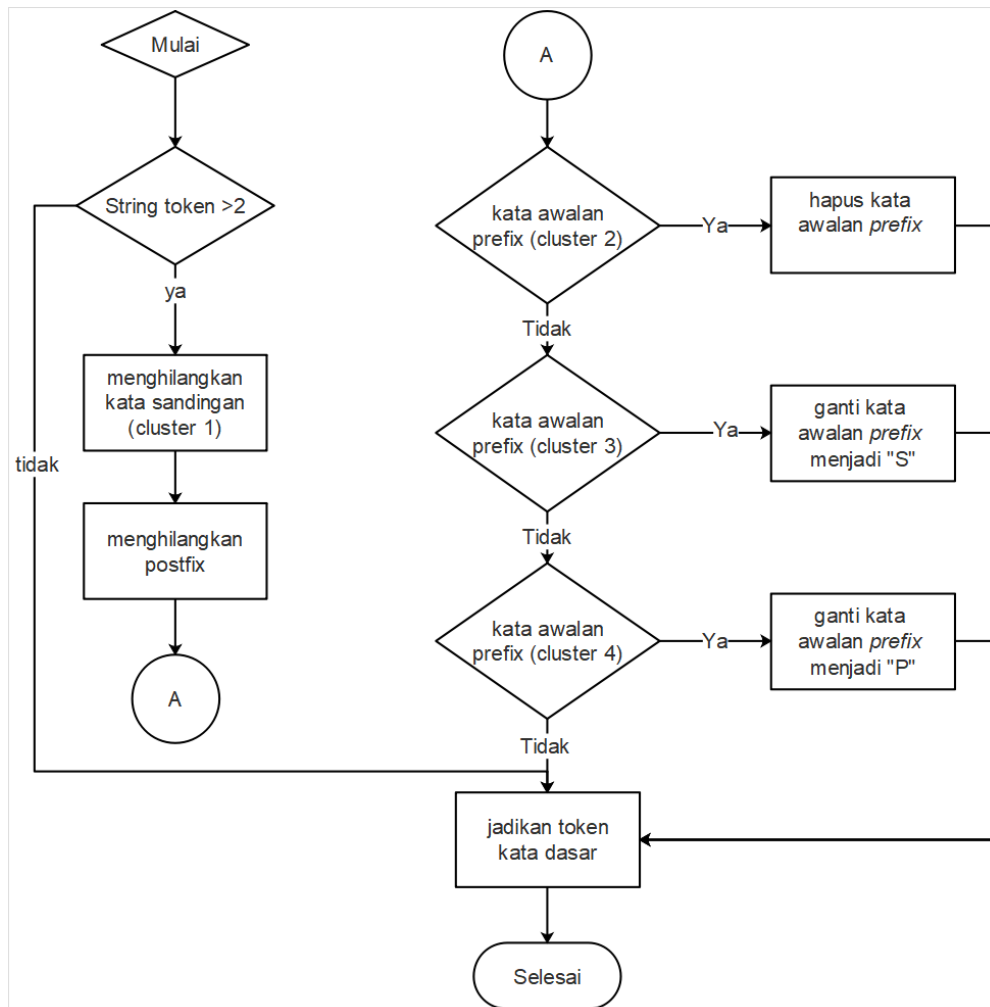 Mulai
String token >2
ya
menghilangkan
kata sandingan
(cluster 1)
tidak
menghilangkan
postfix
A
A
kata awalan
prefix (cluster 2)
Ya
hapus kata
awalan prefix
Tidak
kata awalan
prefix (cluster 3)
Ya
ganti kata
awalan prefix
menjadi "S"
Tidak
kata awalan
prefix (cluster 4)
Ya
ganti kata
awalan prefix
menjadi "P"
Tidak
jadikan token
kata dasar
Selesai